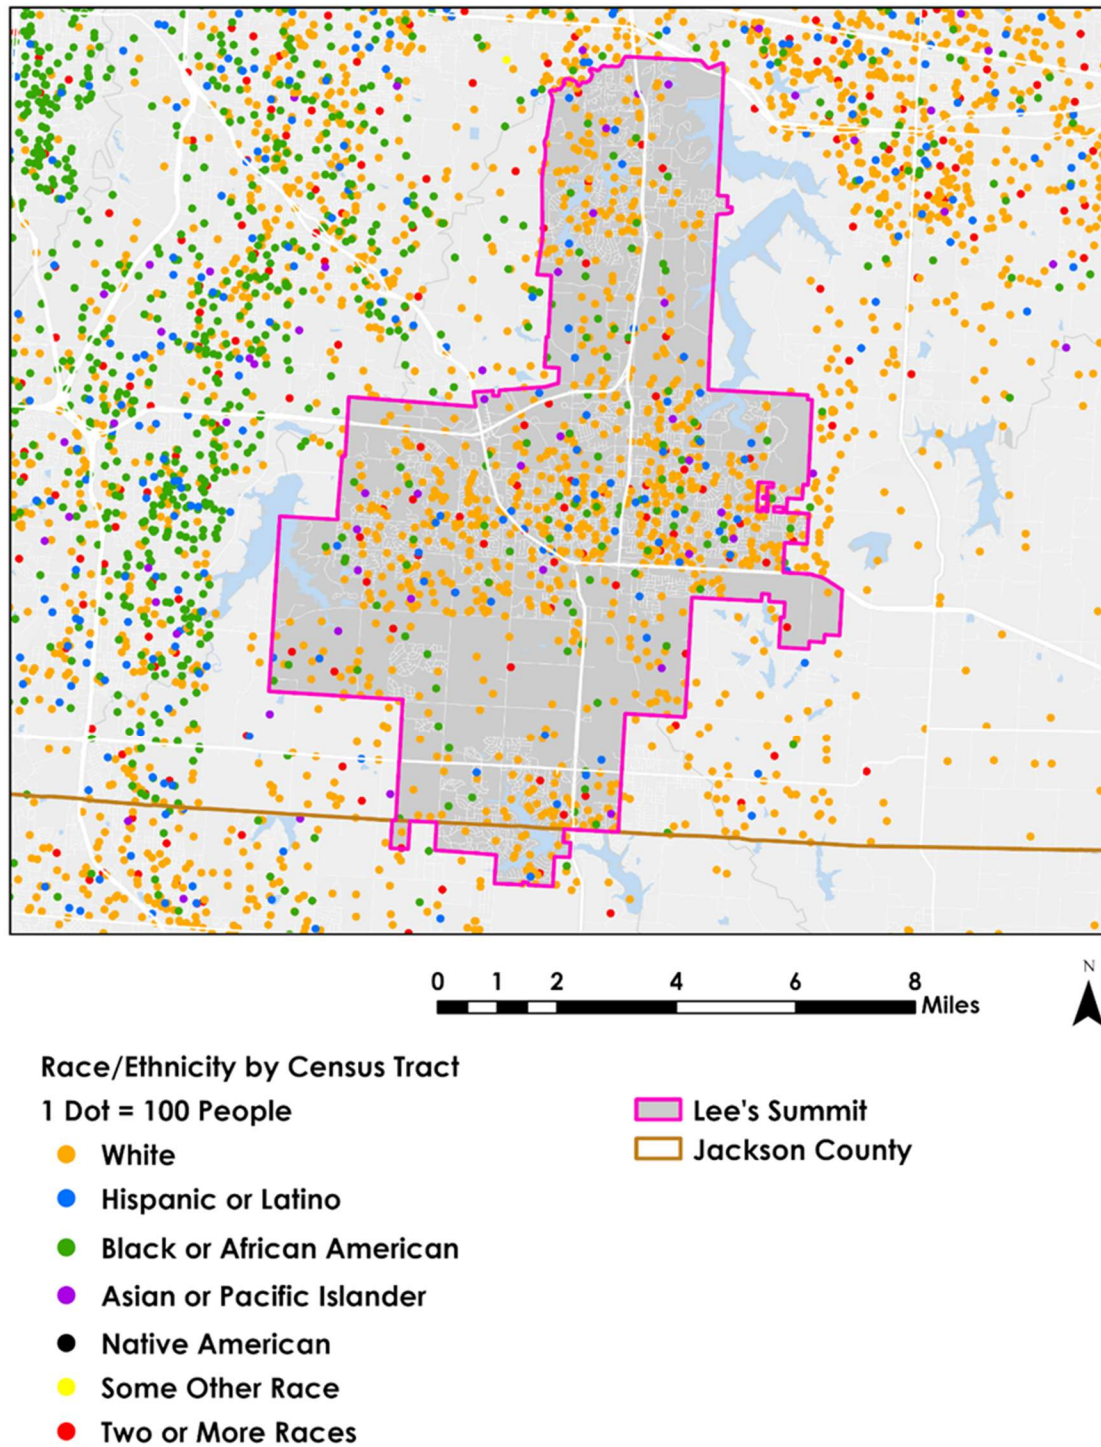 0 1 2 4 6 8
Miles
N
Race/Ethnicity by Census Tract
1 Dot = 100 People
White
Hispanic or Latino
Black or African American
Asian or Pacific Islander
Native American
Some Other Race
Two or More Races
Lee's Summit
Jackson County